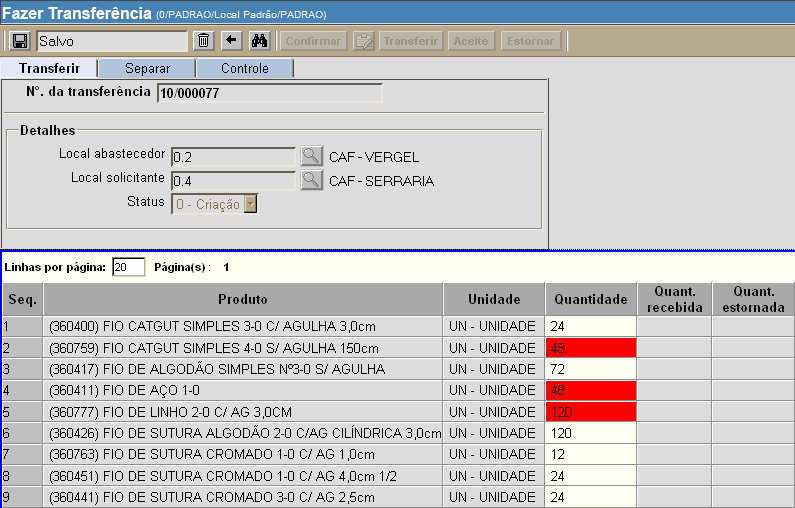 Fazer Transferência (0/PADRAO/Local Padrão/PADRAO)
Salvo Confirmar Transferir Aceite Estornar
Transferir Separar Controle
N°. da transferência 10/000077
Detalhes
Local abastecedor 0.2 CAF - VERGEL
Local solicitante 0.4 CAF - SERRARIA
Status 0 - Criação
Linhas por página: 20 Página(s) : 1
Seq. Produto Unidade Quantidade Quant. recebida Quant. estornada
1 (360400) FIO CATGUT SIMPLES 3-0 C/ AGULHA 3,0cm UN - UNIDADE 24
2 (360759) FIO CATGUT SIMPLES 4-0 S/ AGULHA 150cm UN - UNIDADE 48
3 (360417) FIO DE ALGODÃO SIMPLES Nº3-0 S/ AGULHA UN - UNIDADE 72
4 (360411) FIO DE AÇO 1-0 UN - UNIDADE 48
5 (360777) FIO DE LINHO 2-0 C/ AG 3,0CM UN - UNIDADE 120
6 (360426) FIO DE SUTURA ALGODÃO 2-0 C/AG CILÍNDRICA 3,0cm UN - UNIDADE 120
7 (360763) FIO DE SUTURA CROMADO 1-0 C/ AG 1,0cm UN - UNIDADE 12
8 (360451) FIO DE SUTURA CROMADO 1-0 C/ AG 4,0cm 1/2 UN - UNIDADE 24
9 (360441) FIO DE SUTURA CROMADO 3-0 C/ AG 2,5cm UN - UNIDADE 24